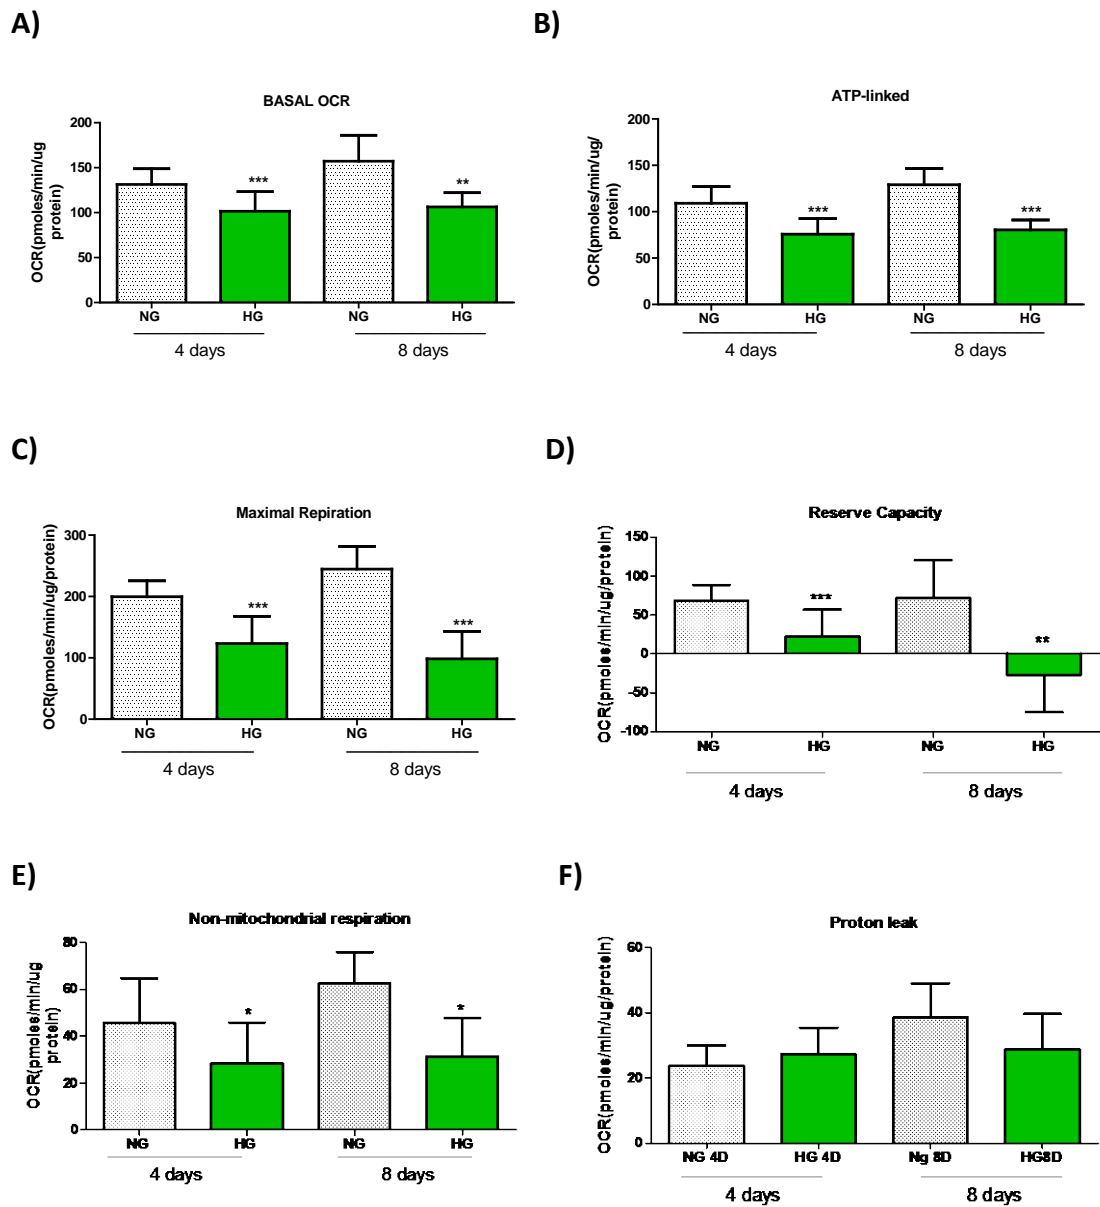 A)
B)
BASAL OCR
OCR(pmoles/min/ug
protein)
200
150
100
50
0
***
**
NG HG NG HG
4 days 8 days
ATP-linked
OCR(pmoles/min/ug/
protein)
200
150
100
50
0
***
***
NG HG NG HG
4 days 8 days
C)
D)
Maximal Repiration
OCR(pmoles/min/ug/protein)
300
200
100
0
***
***
NG HG NG HG
4 days 8 days
Reserve Capacity
OCR(pmoles/min/ug/protein)
150
100
50
0
-50
-100
***
**
NG HG NG HG
4 days 8 days
E)
F)
Non-mitochondrial respiration
OCR(pmoles/min/ug
protein)
80
60
40
20
0
*
*
NG HG NG HG
4 days 8 days
Proton leak
OCR(pmoles/min/ug/protein)
60
40
20
0
NG 4D HG 4D Ng 8D HG8D
4 days 8 days